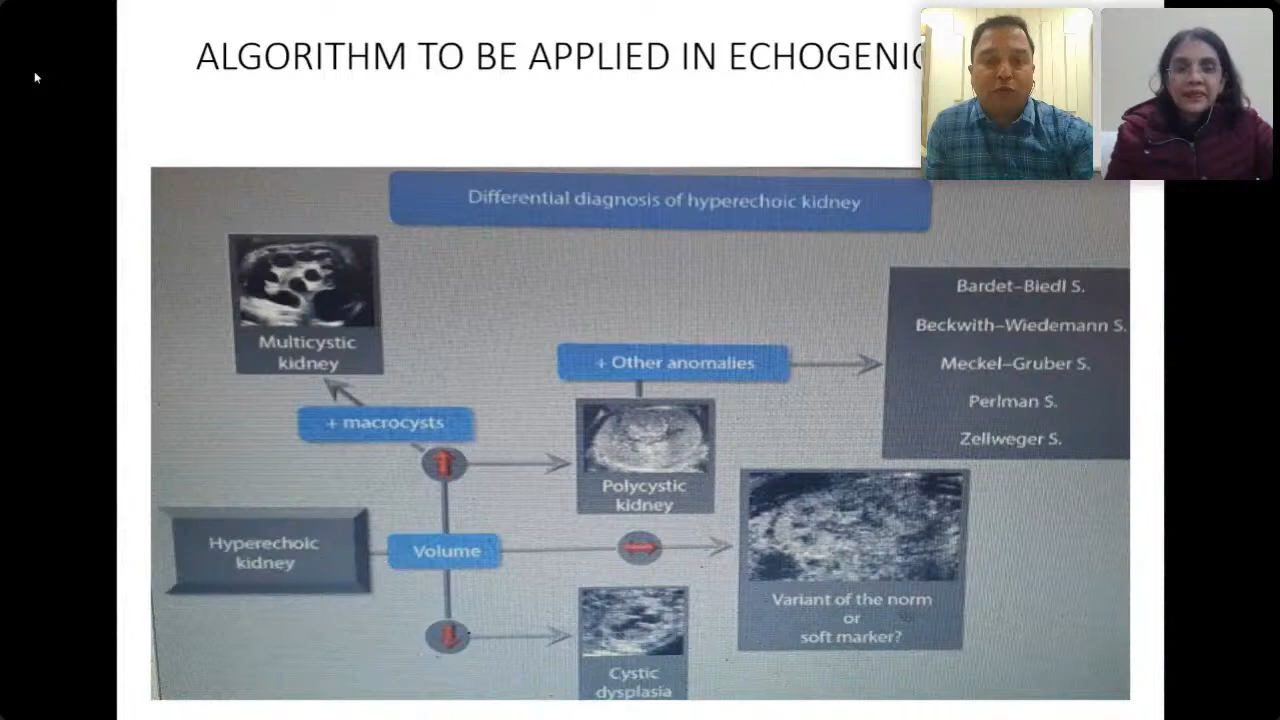 ALGORITHM TO BE APPLIED IN ECHOGENIC
Differential diagnosis of hyperechoic kidney
Multicystic
kidney
+ macrocysts
+ Other anomalies
Bardet–Biedl S.
Beckwith–Wiedemann S.
Meckel–Gruber S.
Perlman S.
Zellweger S.
Polycystic
kidney
Hyperechoic
kidney
Volume
Variant of the norm
or
soft marker?
Cystic
dysplasia